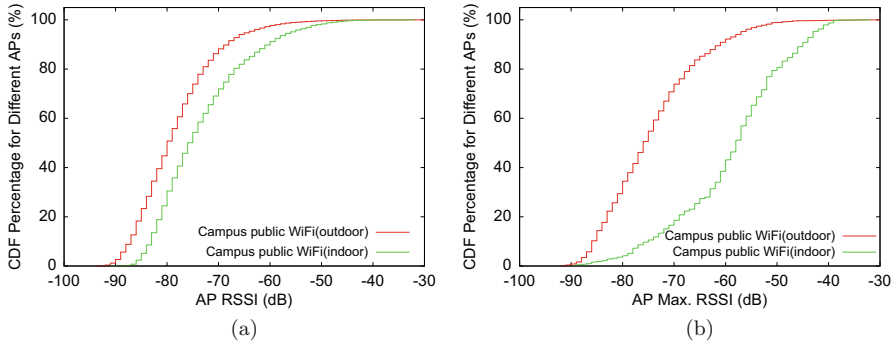 CDF Percentage for Different APs (%)
100
80
60
40
20
0
Campus public WiFi(outdoor)
Campus public WiFi(indoor)
-100 -90 -80 -70 -60 -50 -40 -30
AP RSSI (dB)
(a)
CDF Percentage for Different APs (%)
100
80
60
40
20
0
Campus public WiFi(outdoor)
Campus public WiFi(indoor)
-100 -90 -80 -70 -60 -50 -40 -30
AP Max. RSSI (dB)
(b)